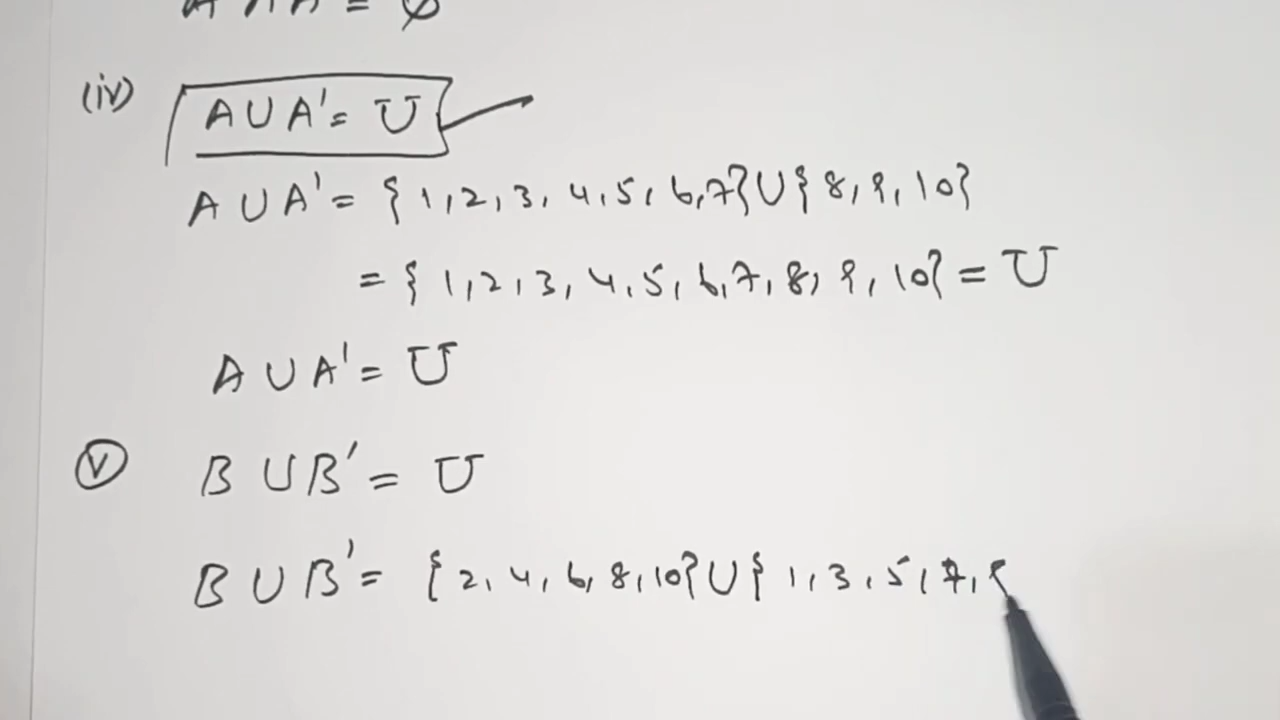 A ∩ A' = ∅
(iv) A ∪ A' = U
A ∪ A' = {1, 2, 3, 4, 5, 6, 7} ∪ {8, 9, 10}
= {1, 2, 3, 4, 5, 6, 7, 8, 9, 10} = U
A ∪ A' = U
(v) B ∪ B' = U
B ∪ B' = {2, 4, 6, 8, 10} ∪ {1, 3, 5, 7, 9